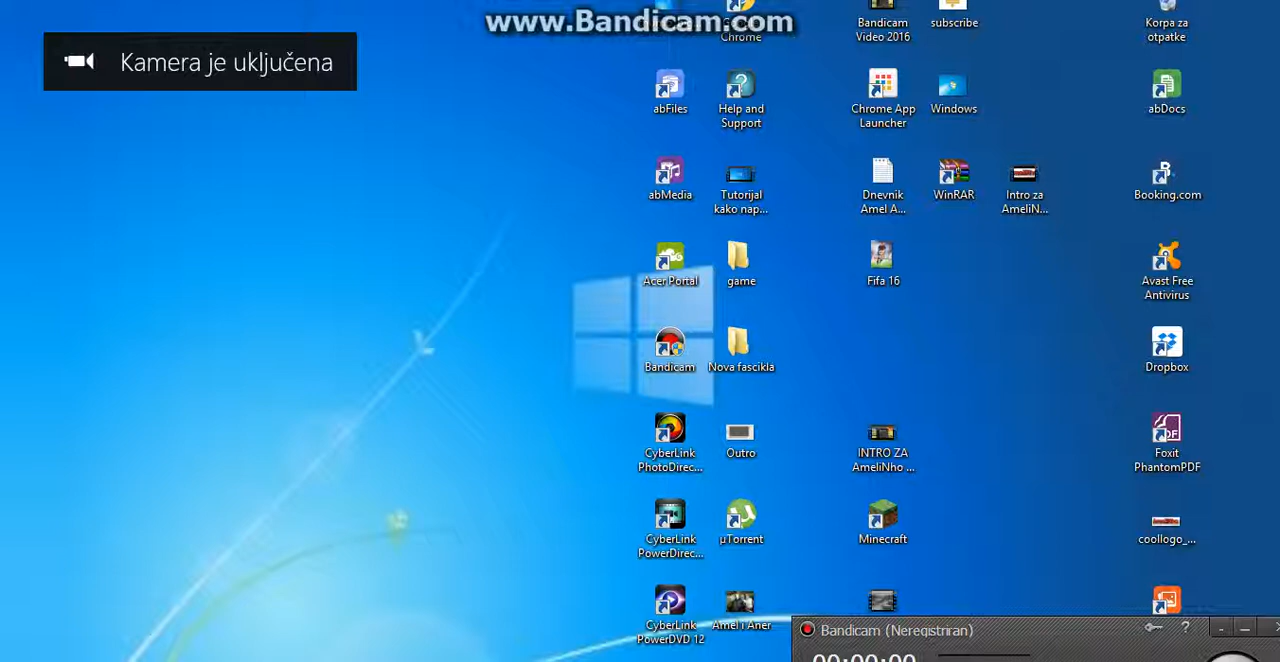 www.Bandicam.com
Kamera je uključena
Chrome
Bandicam
Video 2016
subscribe
Korpa za
otpatke
abFiles
Help and
Support
Chrome App
Launcher
Windows
abDocs
abMedia
Tutorijal
kako nap...
Dnevnik
Amel A...
WinRAR
Intro za
AmeliN...
Booking.com
Acer Portal
game
Fifa 16
Avast Free
Antivirus
Bandicam
Nova fascikla
Dropbox
CyberLink
PhotoDirec...
Outro
INTRO ZA
AmeliNho ...
Foxit
PhantomPDF
CyberLink
PowerDirec...
µTorrent
Minecraft
coollogo_...
CyberLink
PowerDVD 12
Amel i Aner
Bandicam (Neregistriran)
00:00:00